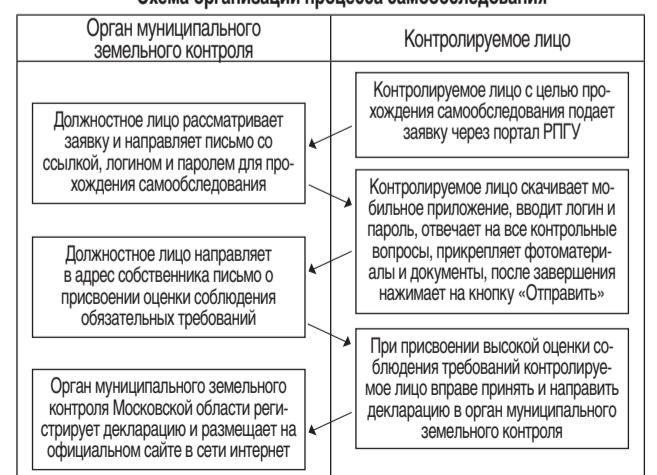 Схема организации процесса самообследования
Орган муниципального
земельного контроля
Контролируемое лицо
Контролируемое лицо с целью про-
хождения самообследования подает
заявку через портал РПГУ
Должностное лицо рассматривает
заявку и направляет письмо со
ссылкой, логином и паролем для про-
хождения самообследования
Контролируемое лицо скачивает мо-
бильное приложение, вводит логин и
пароль, отвечает на все контрольные
вопросы, прикрепляет фотоматери-
алы и документы, после завершения
нажимает на кнопку «Отправить»
Должностное лицо направляет
в адрес собственника письмо о
присвоении оценки соблюдения
обязательных требований
При присвоении высокой оценки со-
блюдения требований контролируе-
мое лицо вправе принять и направить
декларацию в орган муниципального
земельного контроля
Орган муниципального земельного
контроля Московской области реги-
стрирует декларацию и размещает на
официальном сайте в сети интернет